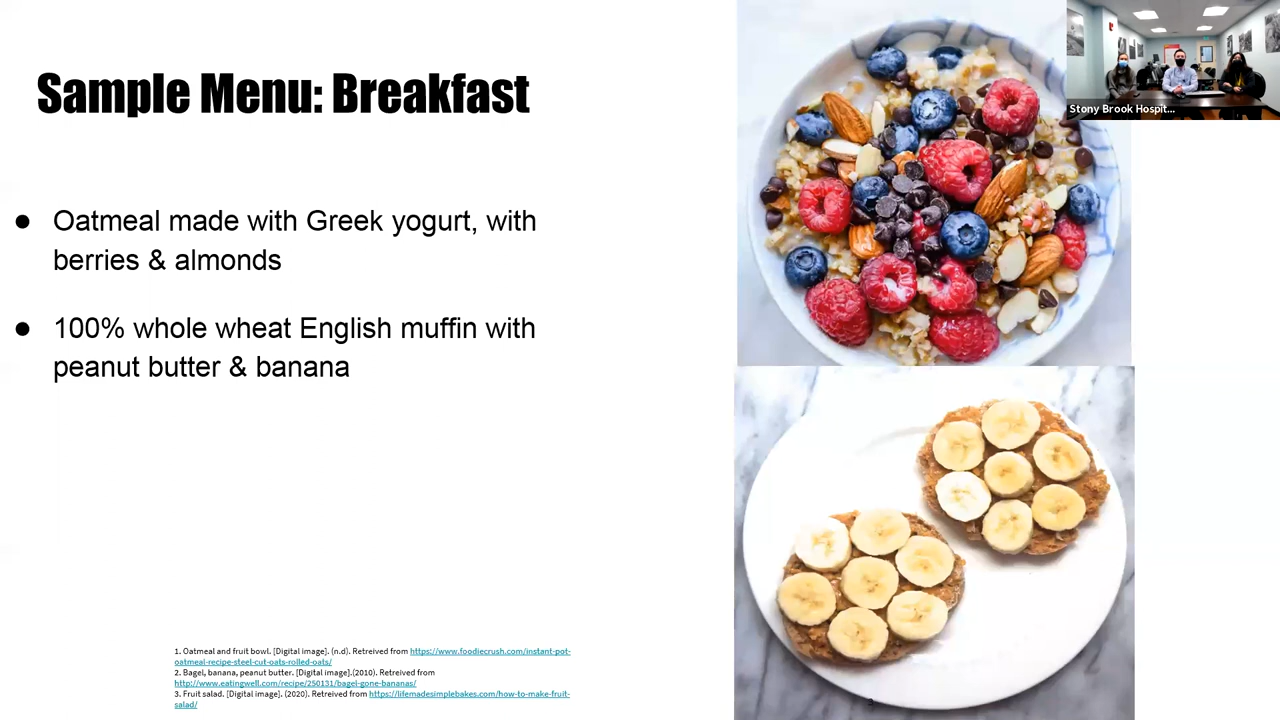 Sample Menu: Breakfast
Stony Brook Hospit...
● Oatmeal made with Greek yogurt, with
berries & almonds
● 100% whole wheat English muffin with
peanut butter & banana
1. Oatmeal and fruit bowl. [Digital image]. (n.d). Retreived from https://www.foodiecrush.com/instant-pot-
oatmeal-recipe-steel-cut-oats-rolled-oats/
2. Bagel, banana, peanut butter. [Digital image].(2010). Retreived from
http://www.eatingwell.com/recipe/250131/bagel-gone-bananas/
3. Fruit salad. [Digital image]. (2020). Retreived from https://lifemadesimplebakes.com/how-to-make-fruit-
salad/